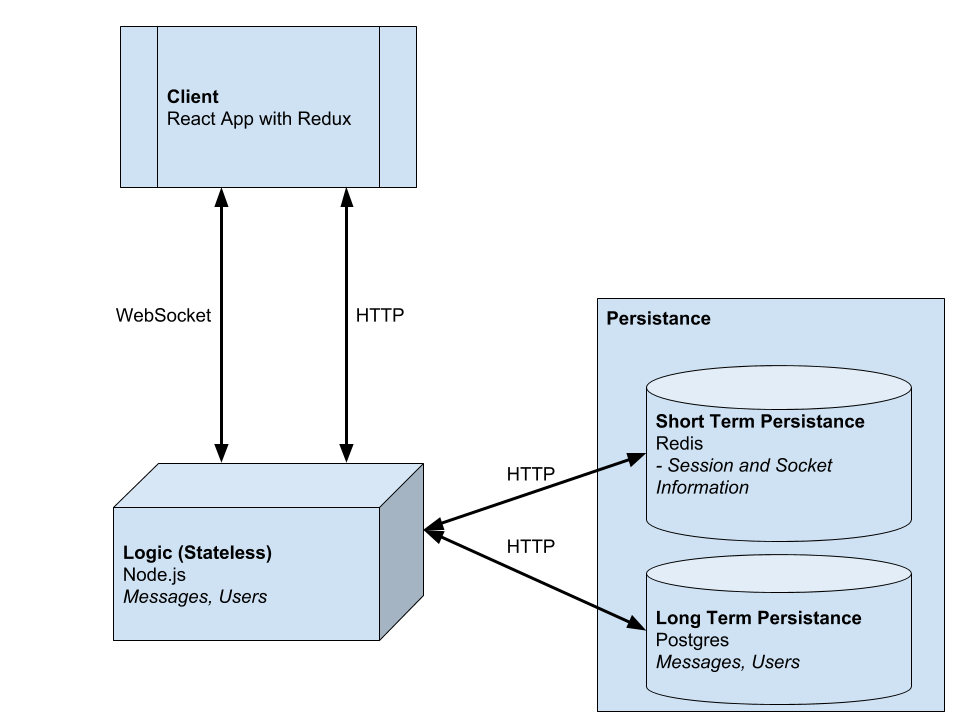 Client
React App with Redux
WebSocket
HTTP
Persistance
Short Term Persistance
Redis
- Session and Socket
Information
HTTP
HTTP
Logic (Stateless)
Node.js
Messages, Users
Long Term Persistance
Postgres
Messages, Users